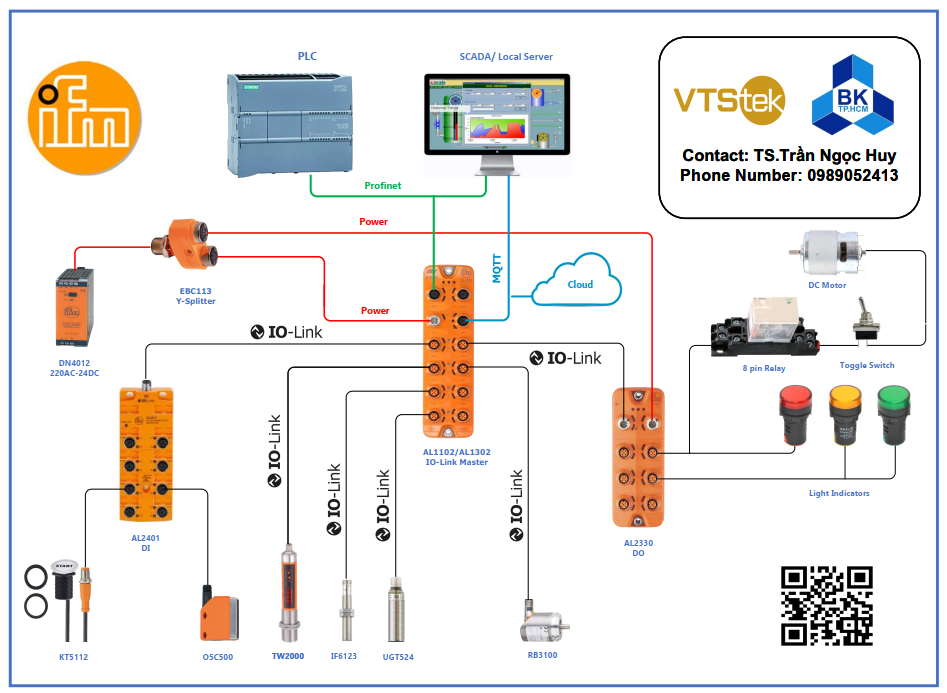 PLC
SCADA/ Local Server
ifm
SIEMENS
VTStek
BK
TP.HCM
Contact: TS.Trần Ngọc Huy
Phone Number: 0989052413
Profinet
Power
MQTT
Cloud
EBC113
Y-Splitter
Power
DC Motor
DN4012
220AC-24DC
IO-Link
IO-Link
8 pin Relay
Toggle Switch
IO-Link
IO-Link
IO-Link
IO-Link
IO-Link
AL1102/AL1302
IO-Link Master
Light Indicators
AL2401
DI
AL2330
DO
START
KT5112
O5C500
TW2000
IF6123
UGT524
RB3100